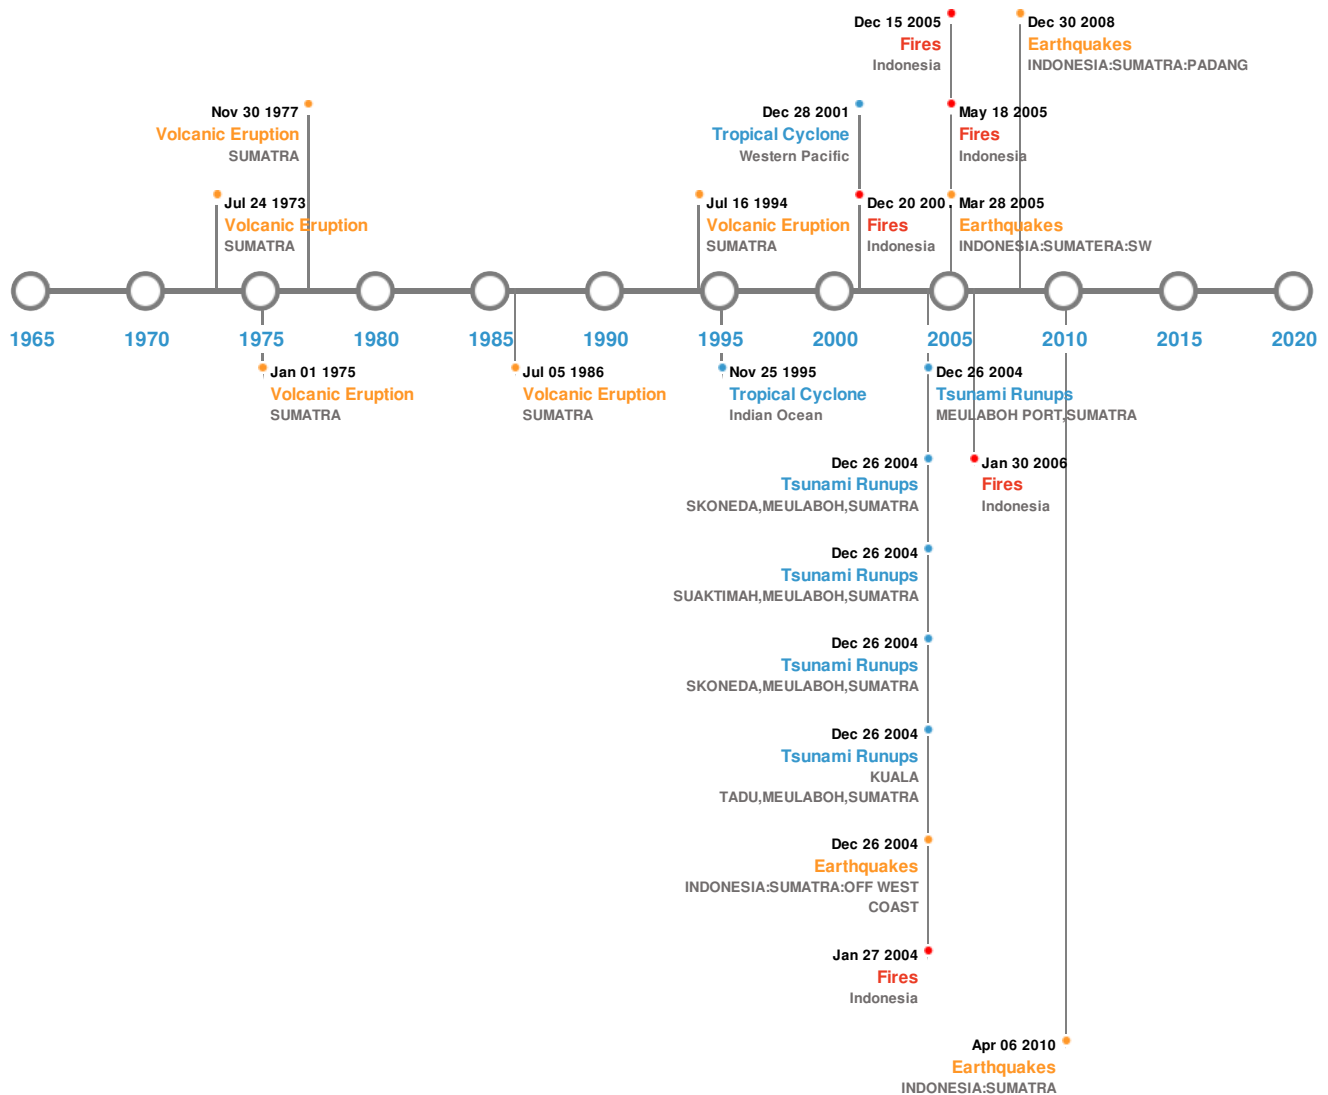 Dec 15 2005
Fires
Indonesia
Dec 30 2008
Earthquakes
INDONESIA:SUMATRA:PADANG
Nov 30 1977
Volcanic Eruption
SUMATRA
Dec 28 2001
Tropical Cyclone
Western Pacific
May 18 2005
Fires
Indonesia
Jul 24 1973
Volcanic Eruption
SUMATRA
Jul 16 1994
Volcanic Eruption
SUMATRA
Dec 20 200
Fires
Indonesia
Mar 28 2005
Earthquakes
INDONESIA:SUMATERA:SW
1965 1970 1975 1980 1985 1990 1995 2000 2005 2010 2015 2020
Jan 01 1975
Volcanic Eruption
SUMATRA
Jul 05 1986
Volcanic Eruption
SUMATRA
Nov 25 1995
Tropical Cyclone
Indian Ocean
Dec 26 2004
Tsunami Runups
MEULABOH PORT,SUMATRA
Dec 26 2004
Tsunami Runups
SKONEDA,MEULABOH,SUMATRA
Jan 30 2006
Fires
Indonesia
Dec 26 2004
Tsunami Runups
SUAKTIMAH,MEULABOH,SUMATRA
Dec 26 2004
Tsunami Runups
SKONEDA,MEULABOH,SUMATRA
Dec 26 2004
Tsunami Runups
KUALA
TADU,MEULABOH,SUMATRA
Dec 26 2004
Earthquakes
INDONESIA:SUMATRA:OFF WEST
COAST
Jan 27 2004
Fires
Indonesia
Apr 06 2010
Earthquakes
INDONESIA:SUMATRA